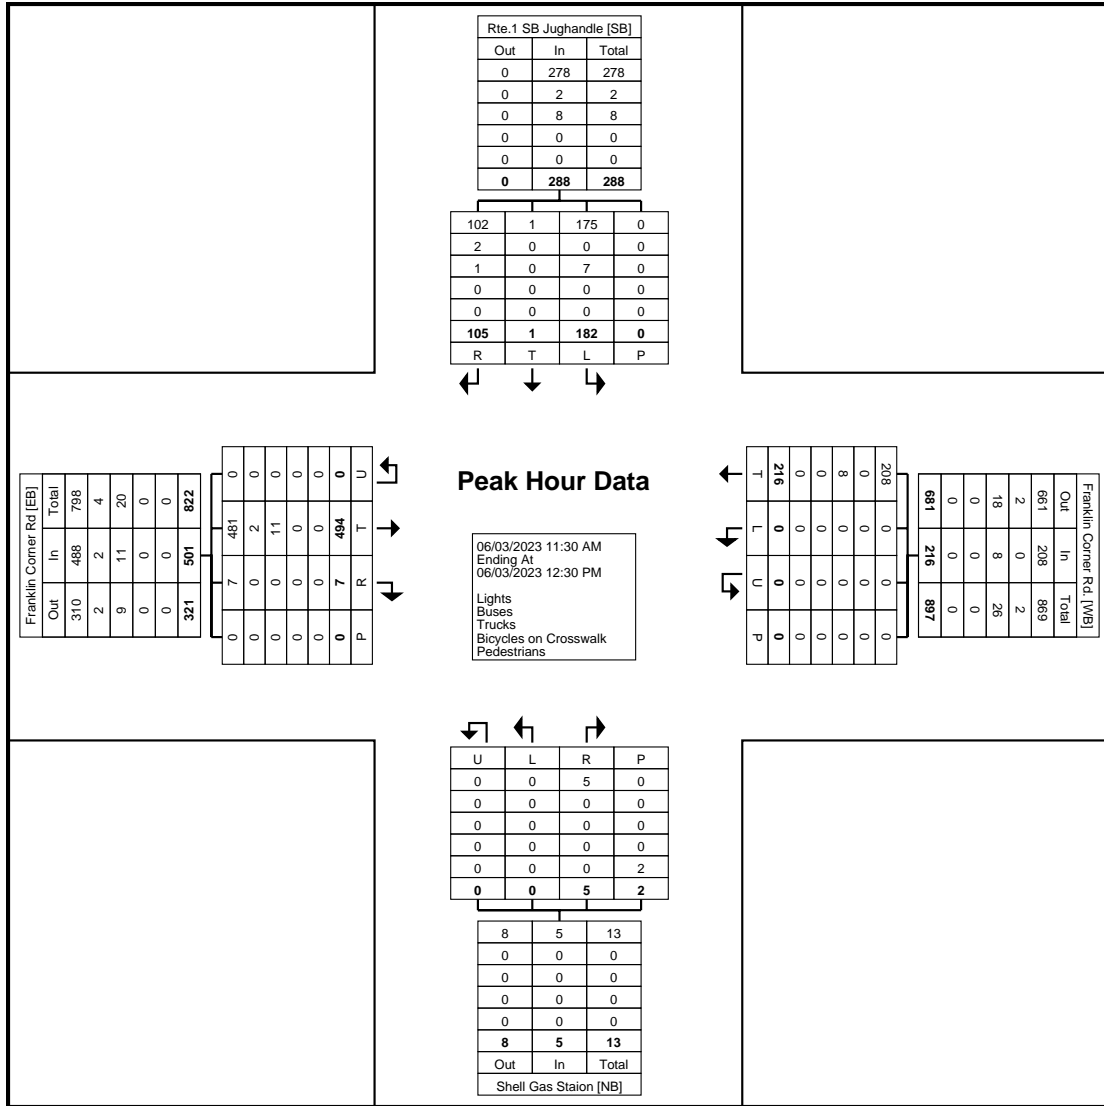 Rte.1 SB Jughandle [SB]
Out In Total
0 278 278
0 2 2
0 8 8
0 0 0
0 0 0
0 288 288
102 1 175 0
2 0 0 0
1 0 7 0
0 0 0 0
0 0 0 0
105 1 182 0
R T L P
Franklin Corner Rd [EB]
Total 798 4 20 0 0 822
In 488 2 11 0 0 501
Out 310 2 9 0 0 321
0 0 0 0 0 0 U
481 2 11 0 0 494 T
7 0 0 0 0 7 R
0 0 0 0 0 0 P
Peak Hour Data
06/03/2023 11:30 AM
Ending At
06/03/2023 12:30 PM
Lights
Buses
Trucks
Bicycles on Crosswalk
Pedestrians
T 216 0 0 8 0 208
L 0 0 0 0 0 0
U 0 0 0 0 0 0
P 0 0 0 0 0 0
Franklin Corner Rd. [WB]
Out 661 2 18 0 0 681
In 208 0 8 0 0 216
Total 869 2 26 0 0 897
U L R P
0 0 5 0
0 0 0 0
0 0 0 0
0 0 0 0
0 0 0 2
0 0 5 2
8 5 13
0 0 0
0 0 0
0 0 0
0 0 0
8 5 13
Out In Total
Shell Gas Staion [NB]